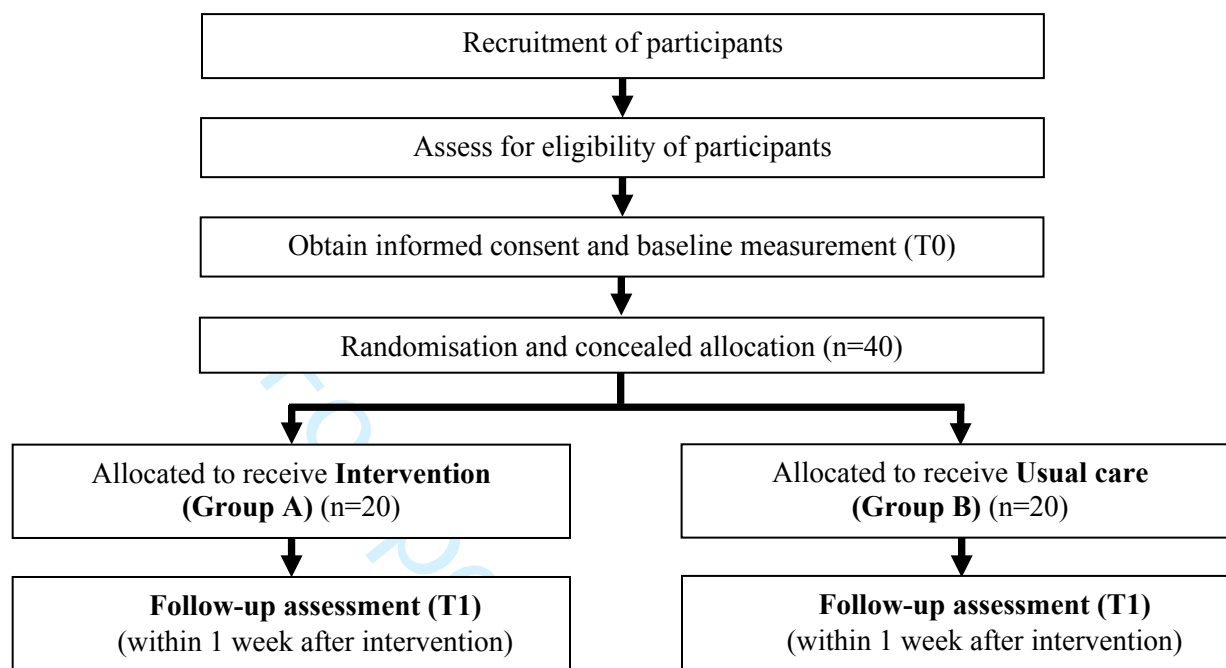 Recruitment of participants
Assess for eligibility of participants
Obtain informed consent and baseline measurement (T0)
Randomisation and concealed allocation (n=40)
Allocated to receive Intervention
(Group A) (n=20)
Allocated to receive Usual care
(Group B) (n=20)
Follow-up assessment (T1)
(within 1 week after intervention)
Follow-up assessment (T1)
(within 1 week after intervention)